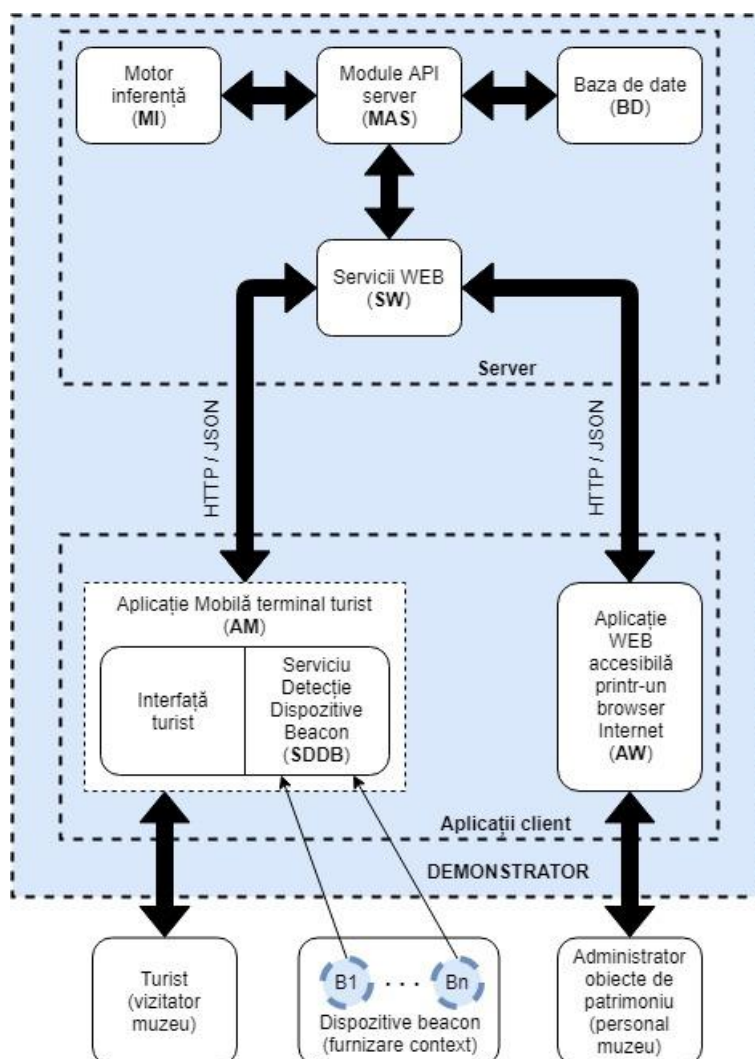 Motor
inferență
(MI)
Module API
server
(MAS)
Baza de date
(BD)
Servicii WEB
(SW)
Server
HTTP / JSON
HTTP / JSON
Aplicație Mobilă terminal turist
(AM)
Interfață
turist
Serviciu
Detecție
Dispozitive
Beacon
(SDDB)
Aplicație
WEB
accesibilă
printr-un
browser
Internet
(AW)
Aplicații client
DEMONSTRATOR
Turist
(vizitator
muzeu)
B1 . . . Bn
Dispozitive beacon
(furnizare context)
Administrator
obiecte de
patrimoniu
(personal
muzeu)